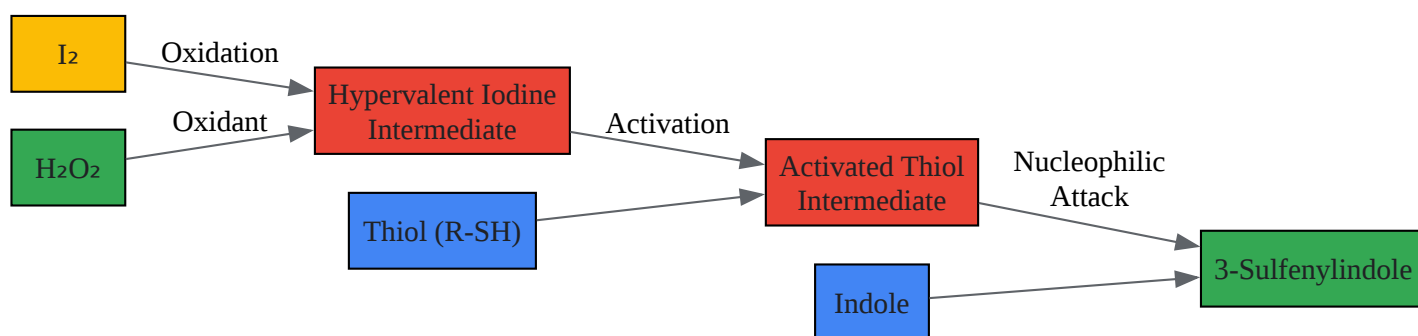 I₂
Oxidation
Oxidant
H₂O₂
Hypervalent Iodine
Intermediate
Activation
Thiol (R-SH)
Activated Thiol
Intermediate
Nucleophilic
Attack
Indole
3-Sulfenylindole